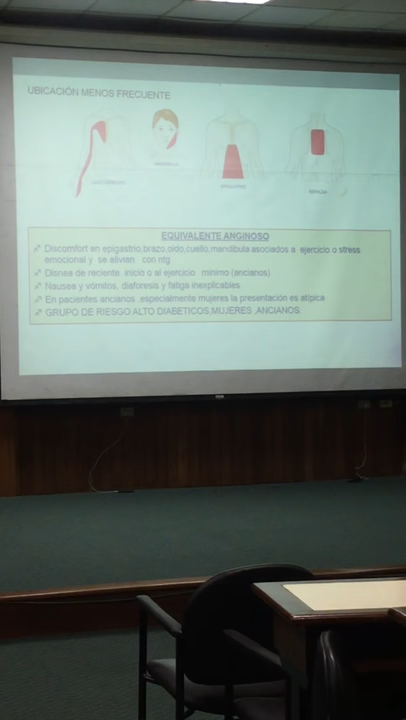 UBICACIÓN MENOS FRECUENTE
EQUIVALENTE ANGINOSO
Discomfort en epigastrio,brazo,oido,cuello,mandibula asociados a ejercicio o stress
emocional y se alivian con ntg
Disnea de reciente inicio o al ejercicio minimo (ancianos)
Nausea y vómitos, diaforesis y fatiga inexplicables
En pacientes ancianos ,especialmente mujeres la presentación es atípica
GRUPO DE RIESGO ALTO DIABETICOS,MUJERES ,ANCIANOS.